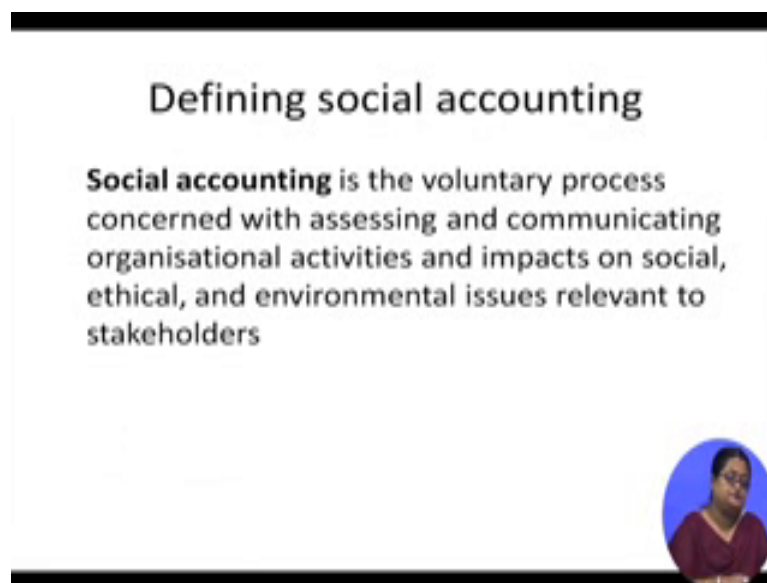 Defining social accounting
Social accounting is the voluntary process
concerned with assessing and communicating
organisational activities and impacts on social,
ethical, and environmental issues relevant to
stakeholders